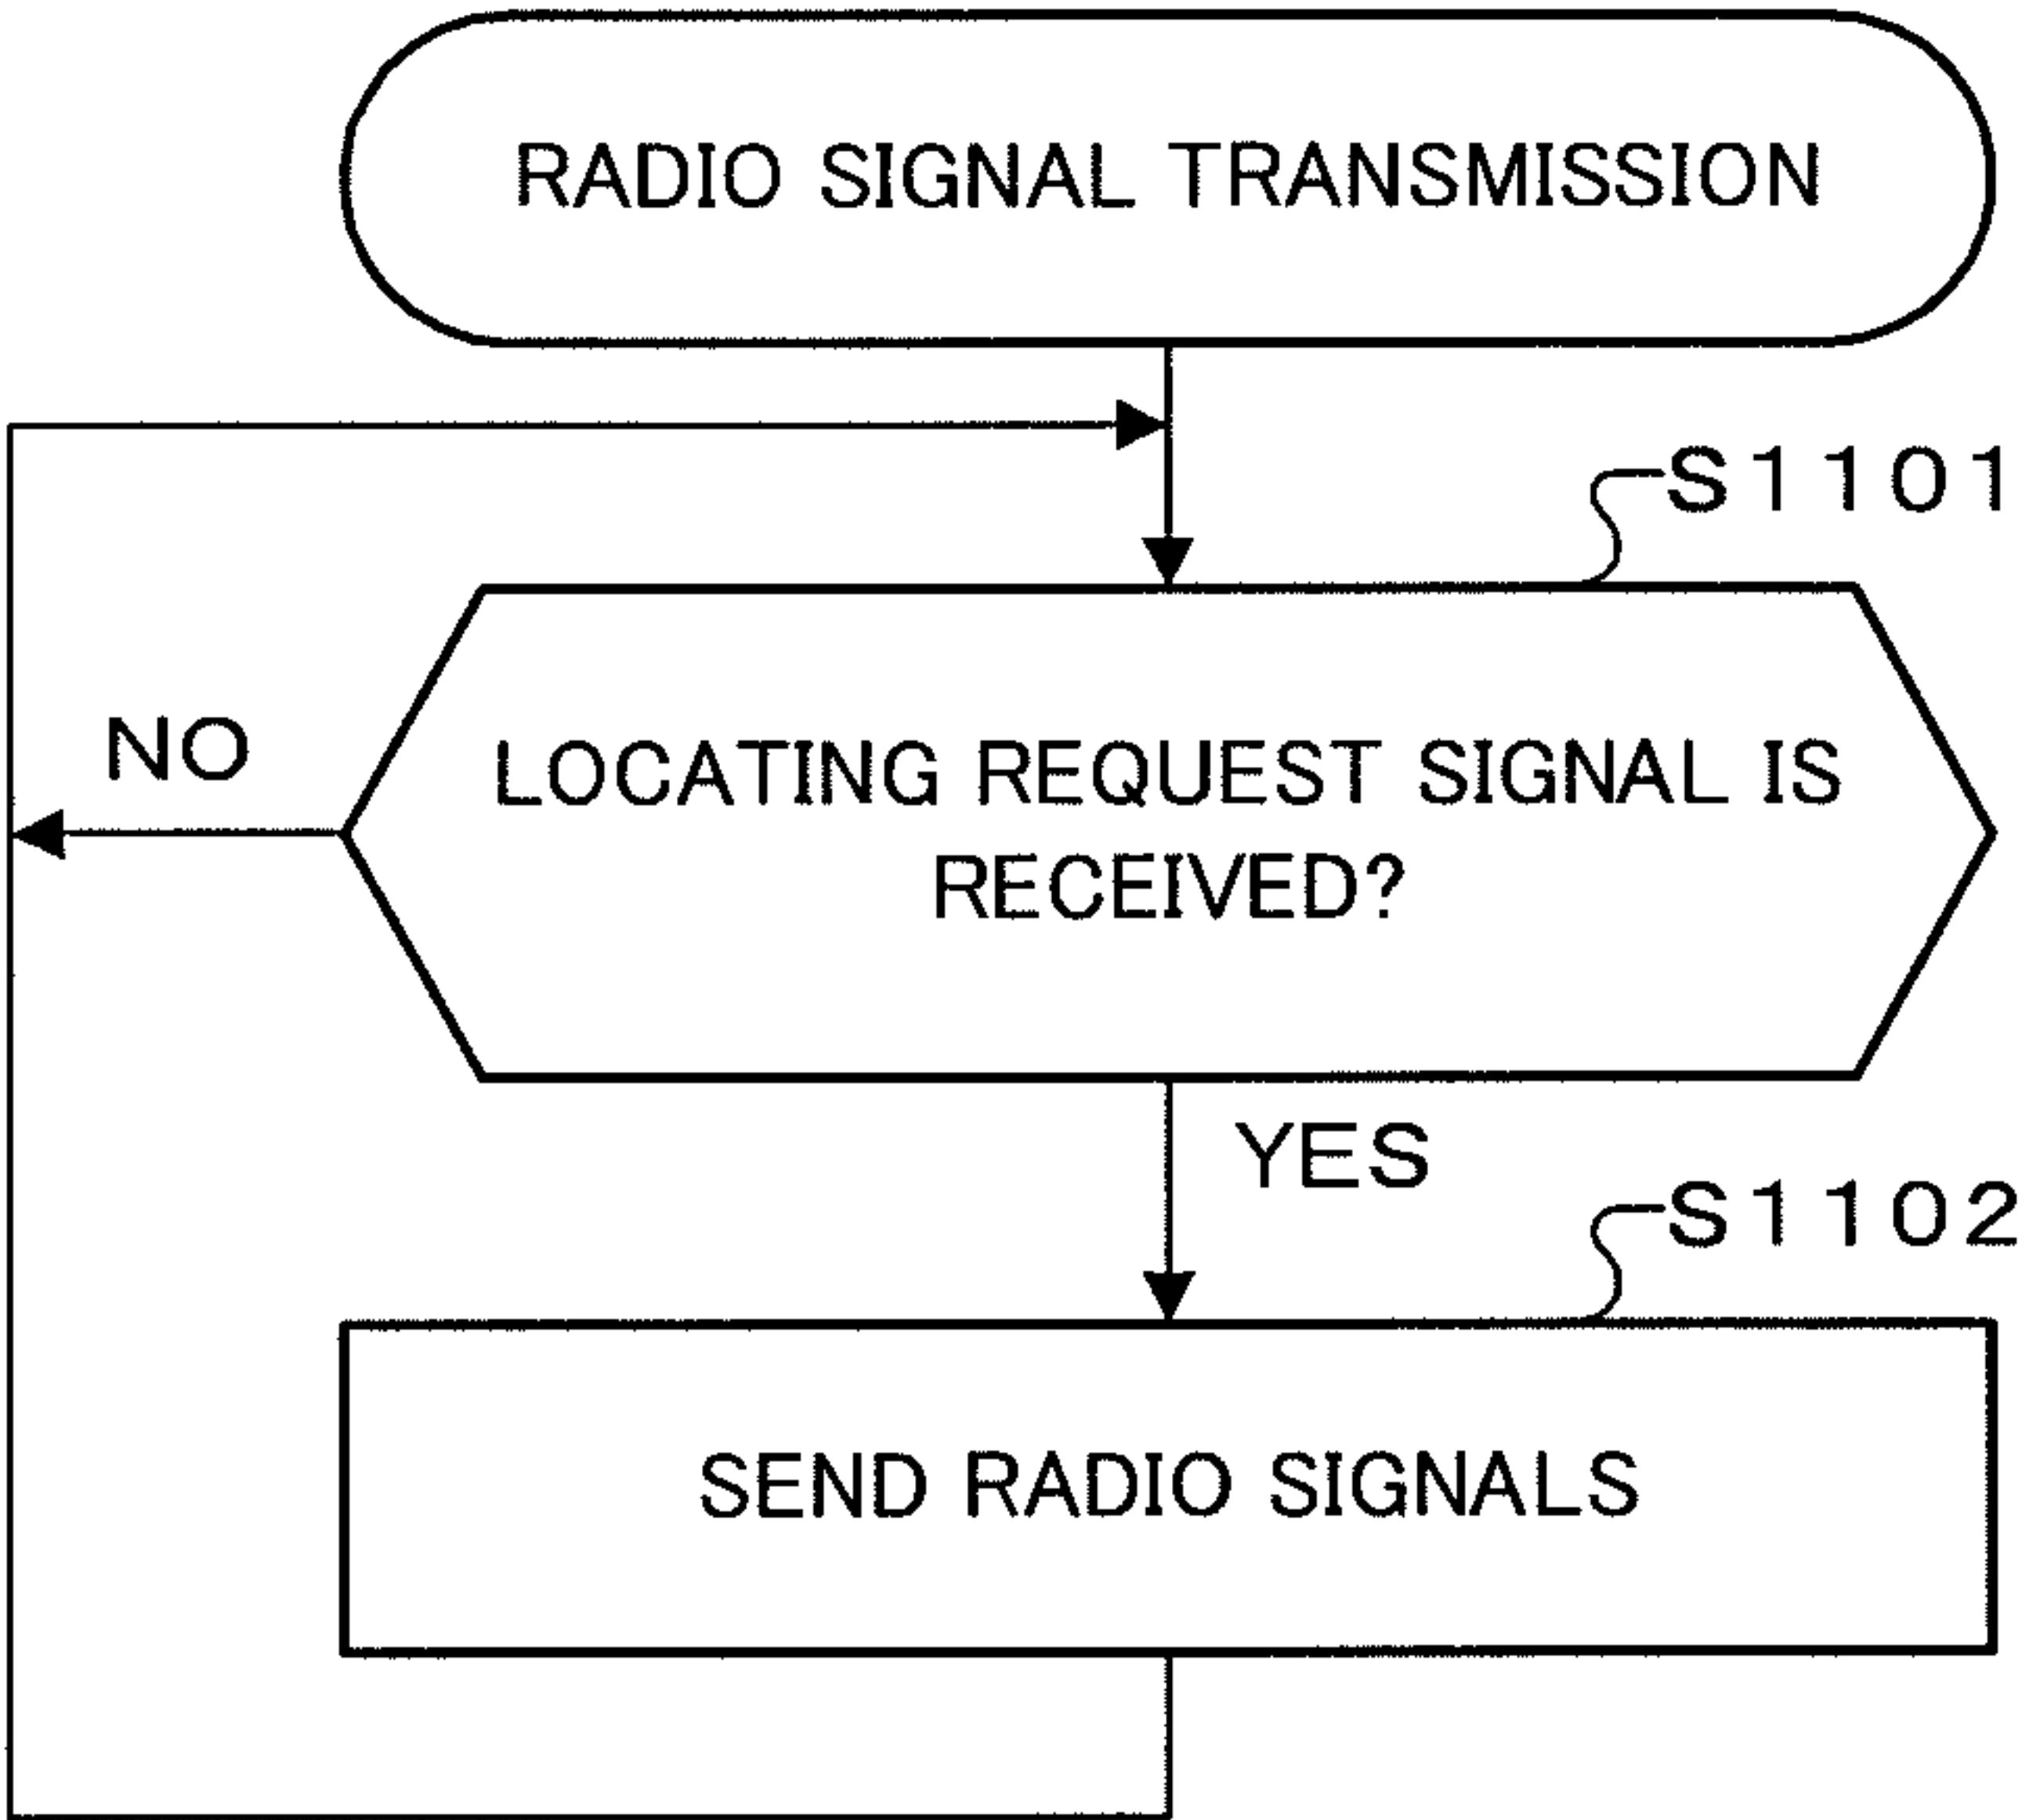 RADIO SIGNAL TRANSMISSION
S1101
NO
LOCATING REQUEST SIGNAL IS
RECEIVED?
YES
S1102
SEND RADIO SIGNALS